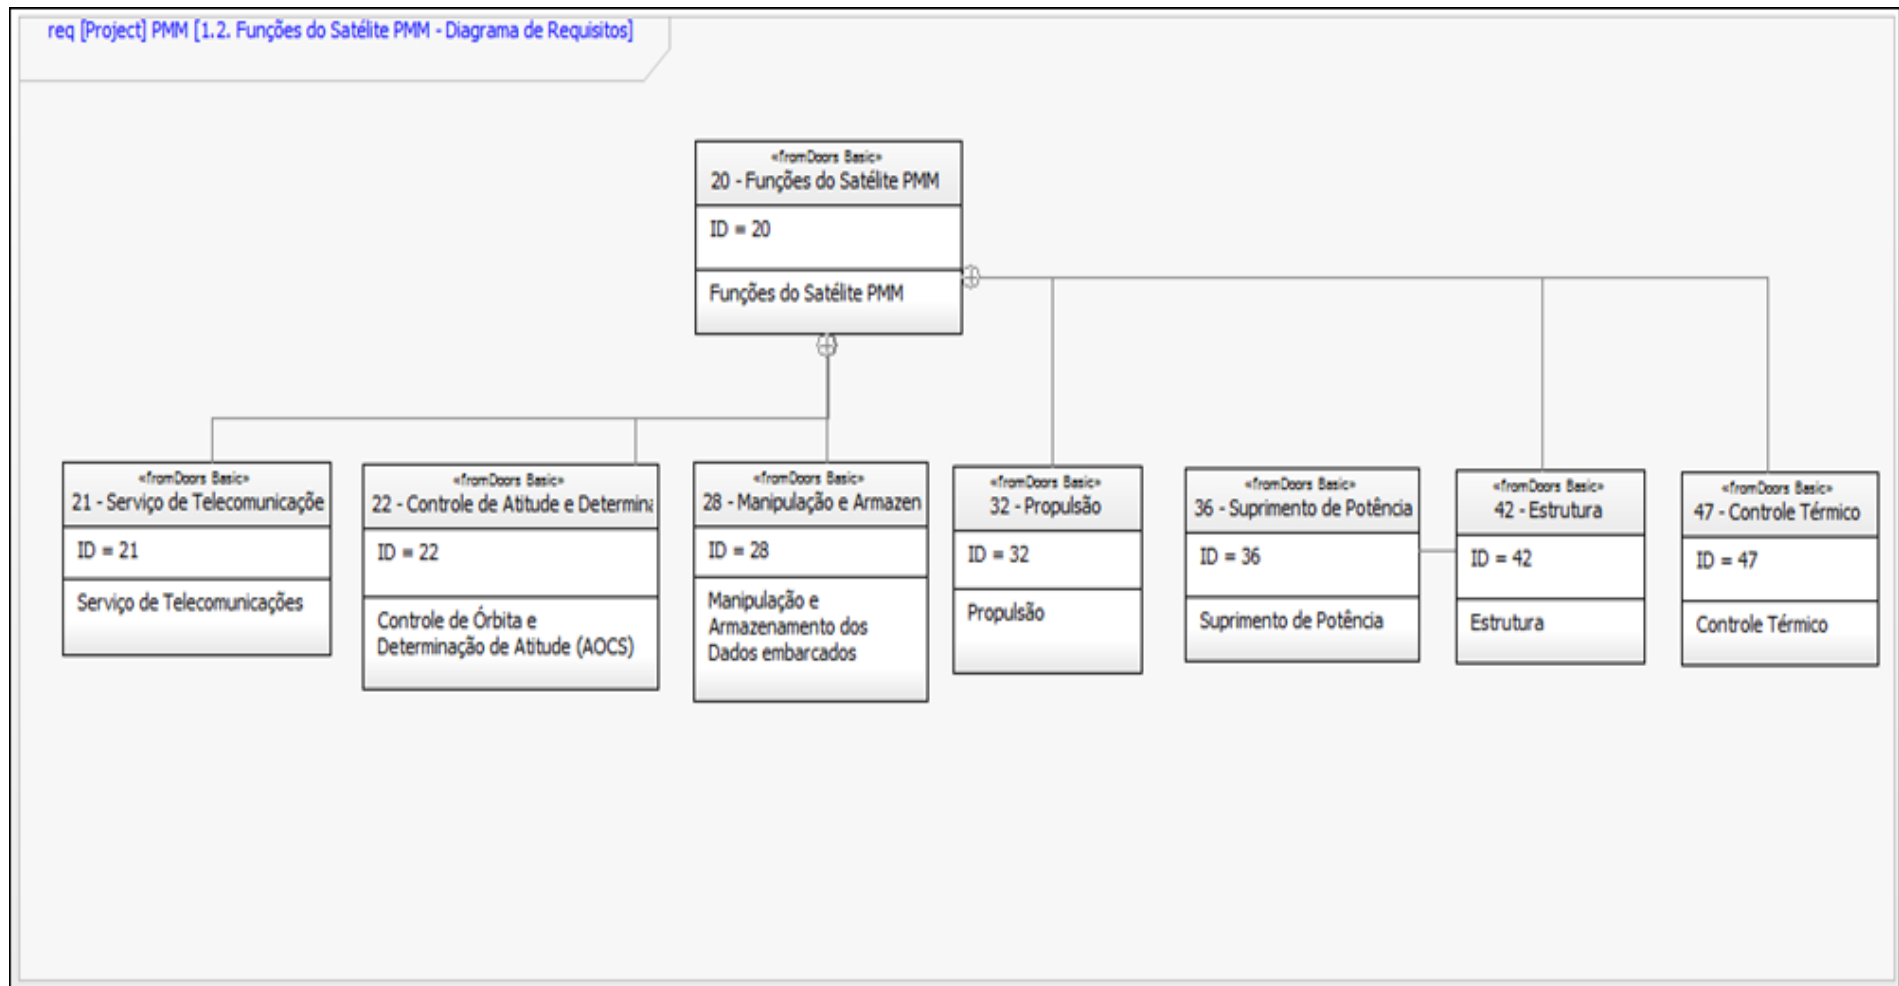 req [Project] PMM [1.2. Funções do Satélite PMM - Diagrama de Requisitos]
«fromDoors Basic»
20 - Funções do Satélite PMM
ID = 20
Funções do Satélite PMM
«fromDoors Basic»
21 - Serviço de Telecomunicaçõe
ID = 21
Serviço de Telecomunicações
«fromDoors Basic»
22 - Controle de Atitude e Determina
ID = 22
Controle de Órbita e
Determinação de Atitude (AOCS)
«fromDoors Basic»
28 - Manipulação e Armazen
ID = 28
Manipulação e
Armazenamento dos
Dados embarcados
«fromDoors Basic»
32 - Propulsão
ID = 32
Propulsão
«fromDoors Basic»
36 - Suprimento de Potência
ID = 36
Suprimento de Potência
«fromDoors Basic»
42 - Estrutura
ID = 42
Estrutura
«fromDoors Basic»
47 - Controle Térmico
ID = 47
Controle Térmico